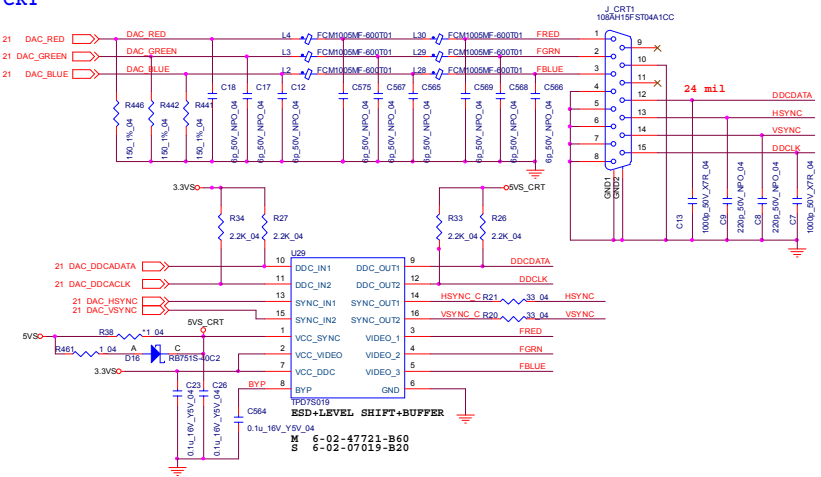 CRT
J_CRT1
108AH15FST04A1CC
21 DAC_RED DAC_RED L4 FCM1005MF-600T01 L30 FCM1005MF-600T01 FRED 1
21 DAC_GREEN DAC_GREEN L3 FCM1005MF-600T01 L29 FCM1005MF-600T01 FGRN 2
21 DAC_BLUE DAC_BLUE L2 FCM1005MF-600T01 L28 FCM1005MF-600T01 FBLUE 3
4
5
6
7
8
9
10
11
12 DDCDATA
13 HSYNC
14 VSYNC
15 DDCLK
24 mil
GND1
GND2
R446 150_1%_04
R442 150_1%_04
R441 150_1%_04
C18 6p_50V_NPO_04
C17 6p_50V_NPO_04
C12 6p_50V_NPO_04
C575 6p_50V_NPO_04
C567 6p_50V_NPO_04
C565 6p_50V_NPO_04
C569 6p_50V_NPO_04
C568 6p_50V_NPO_04
C566 6p_50V_NPO_04
C13 1000p_50V_X7R_04
C9 220p_50V_NPO_04
C8 220p_50V_NPO_04
C7 1000p_50V_X7R_04
3.3VS
5VS_CRT
R34 2.2K_04
R27 2.2K_04
R33 2.2K_04
R26 2.2K_04
U29
21 DAC_DDCADATA 10 DDC_IN1 DDC_OUT1 9 DDCDATA
21 DAC_DDCACLK 11 DDC_IN2 DDC_OUT2 12 DDCLK
21 DAC_HSYNC 13 SYNC_IN1 SYNC_OUT1 14 HSYNC_C R21 33_04 HSYNC
21 DAC_VSYNC 15 SYNC_IN2 SYNC_OUT2 16 VSYNC_C R20 33_04 VSYNC
5VS_CRT
5VS R38 *1_04 1 VCC_SYNC VIDEO_1 3 FRED
R461 1_04 A C D16 RB751S-40C2 2 VCC_VIDEO VIDEO_2 4 FGRN
3.3VS 7 VCC_DDC VIDEO_3 5 FBLUE
BYP 8 BYP GND 6
C23 0.1u_16V_Y5V_04
C26 0.1u_16V_Y5V_04
C564 0.1u_16V_Y5V_04
TPD7S019
ESD+LEVEL SHIFT+BUFFER
M 6-02-47721-B60
S 6-02-07019-B20